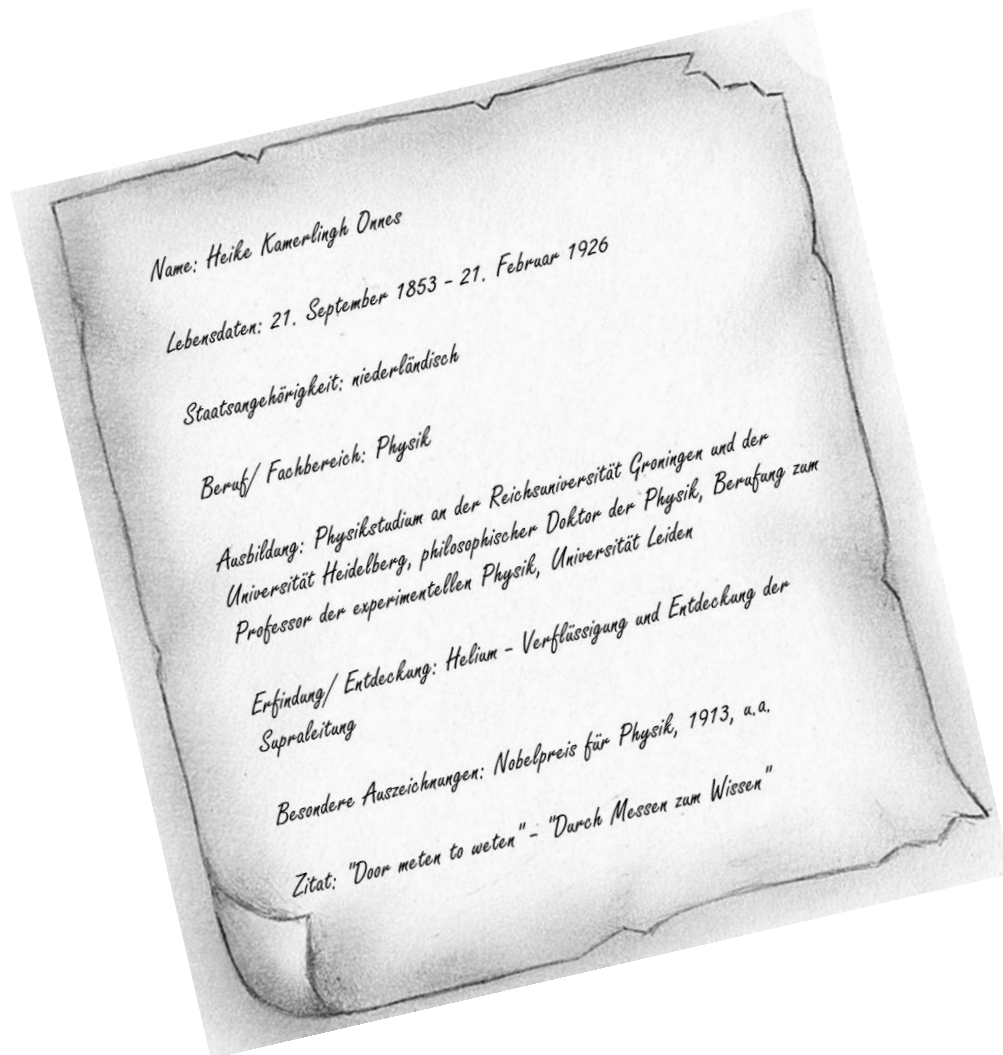 Name: Heike Kamerlingh Onnes
Lebensdaten: 21. September 1853 - 21. Februar 1926
Staatsangehörigkeit: niederländisch
Beruf/ Fachbereich: Physik
Ausbildung: Physikstudium an der Reichsuniversität Groningen und der
Universität Heidelberg, philosophischer Doktor der Physik, Berufung zum
Professor der experimentellen Physik, Universität Leiden
Erfindung/ Entdeckung: Helium - Verflüssigung und Entdeckung der
Supraleitung
Besondere Auszeichnungen: Nobelpreis für Physik, 1913, u.a.
Zitat: "Door meten to weten" - "Durch Messen zum Wissen"